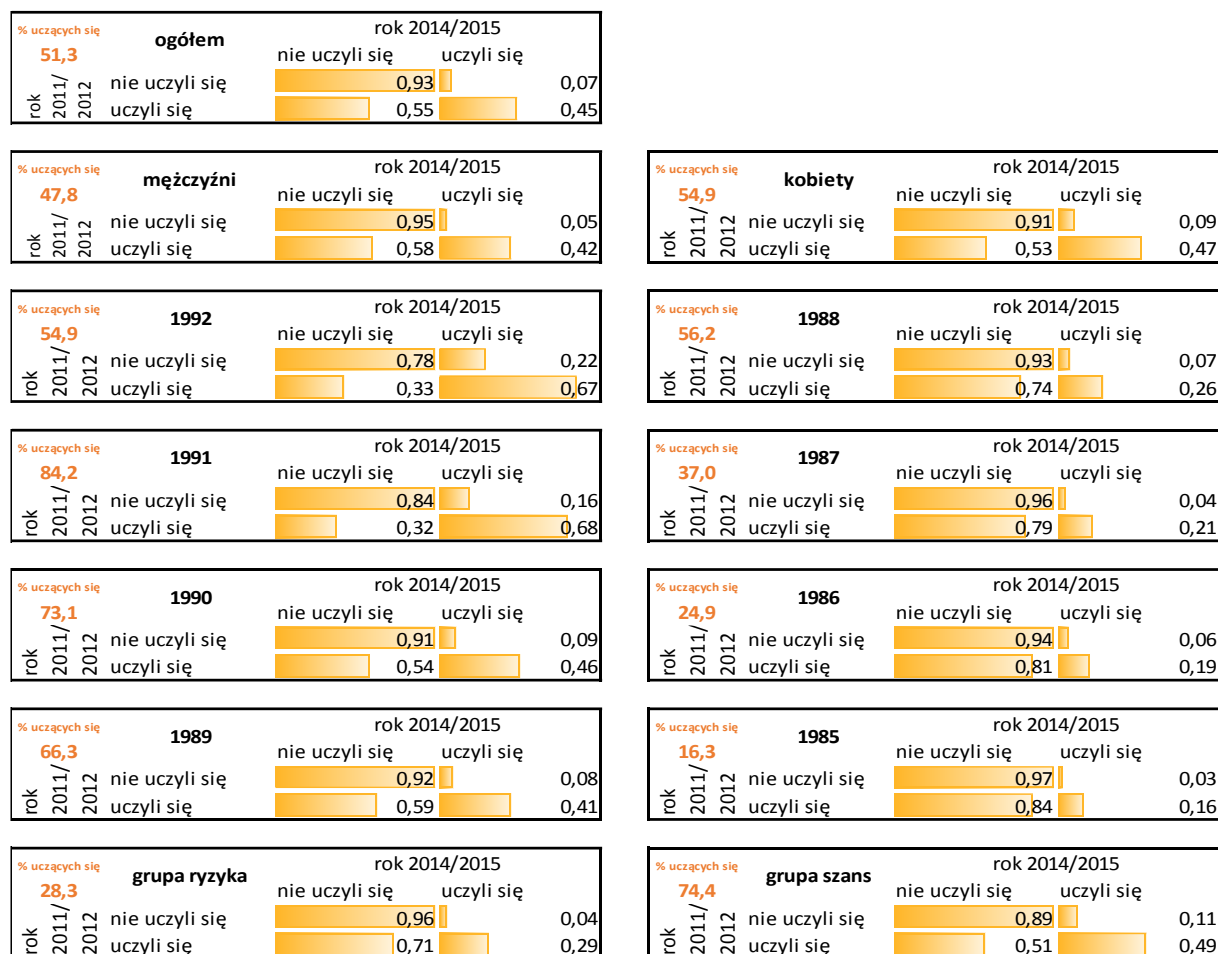 % uczących się ogółem rok 2014/2015
51,3 nie uczyli się uczyli się
rok 2011/ 2012 nie uczyli się 0,93 0,07
uczyli się 0,55 0,45
% uczących się mężczyźni rok 2014/2015
47,8 nie uczyli się uczyli się
rok 2011/ 2012 nie uczyli się 0,95 0,05
uczyli się 0,58 0,42
% uczących się kobiety rok 2014/2015
54,9 nie uczyli się uczyli się
rok 2011/ 2012 nie uczyli się 0,91 0,09
uczyli się 0,53 0,47
% uczących się 1992 rok 2014/2015
54,9 nie uczyli się uczyli się
rok 2011/ 2012 nie uczyli się 0,78 0,22
uczyli się 0,33 0,67
% uczących się 1988 rok 2014/2015
56,2 nie uczyli się uczyli się
rok 2011/ 2012 nie uczyli się 0,93 0,07
uczyli się 0,74 0,26
% uczących się 1991 rok 2014/2015
84,2 nie uczyli się uczyli się
rok 2011/ 2012 nie uczyli się 0,84 0,16
uczyli się 0,32 0,68
% uczących się 1987 rok 2014/2015
37,0 nie uczyli się uczyli się
rok 2011/ 2012 nie uczyli się 0,96 0,04
uczyli się 0,79 0,21
% uczących się 1990 rok 2014/2015
73,1 nie uczyli się uczyli się
rok 2011/ 2012 nie uczyli się 0,91 0,09
uczyli się 0,54 0,46
% uczących się 1986 rok 2014/2015
24,9 nie uczyli się uczyli się
rok 2011/ 2012 nie uczyli się 0,94 0,06
uczyli się 0,81 0,19
% uczących się 1989 rok 2014/2015
66,3 nie uczyli się uczyli się
rok 2011/ 2012 nie uczyli się 0,92 0,08
uczyli się 0,59 0,41
% uczących się 1985 rok 2014/2015
16,3 nie uczyli się uczyli się
rok 2011/ 2012 nie uczyli się 0,97 0,03
uczyli się 0,84 0,16
% uczących się grupa ryzyka rok 2014/2015
28,3 nie uczyli się uczyli się
rok 2011/ 2012 nie uczyli się 0,96 0,04
uczyli się 0,71 0,29
% uczących się grupa szans rok 2014/2015
74,4 nie uczyli się uczyli się
rok 2011/ 2012 nie uczyli się 0,89 0,11
uczyli się 0,51 0,49